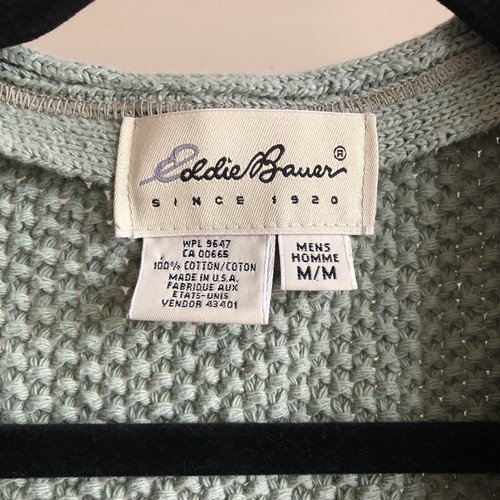 Eddie Bauer®
SINCE 1920
WPL 9647
CA 00665
100% COTTON/COTON
MADE IN U.S.A.
FABRIQUE AUX
ETATS-UNIS
VENDOR 43401
MENS
HOMME
M/M